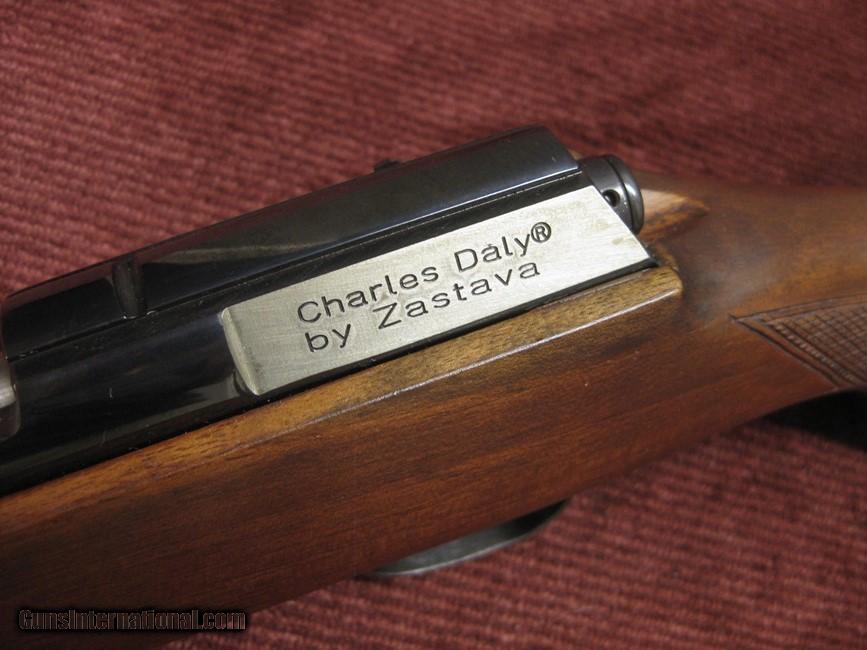 Charles Daly®
by Zastava
GunsInternational.com